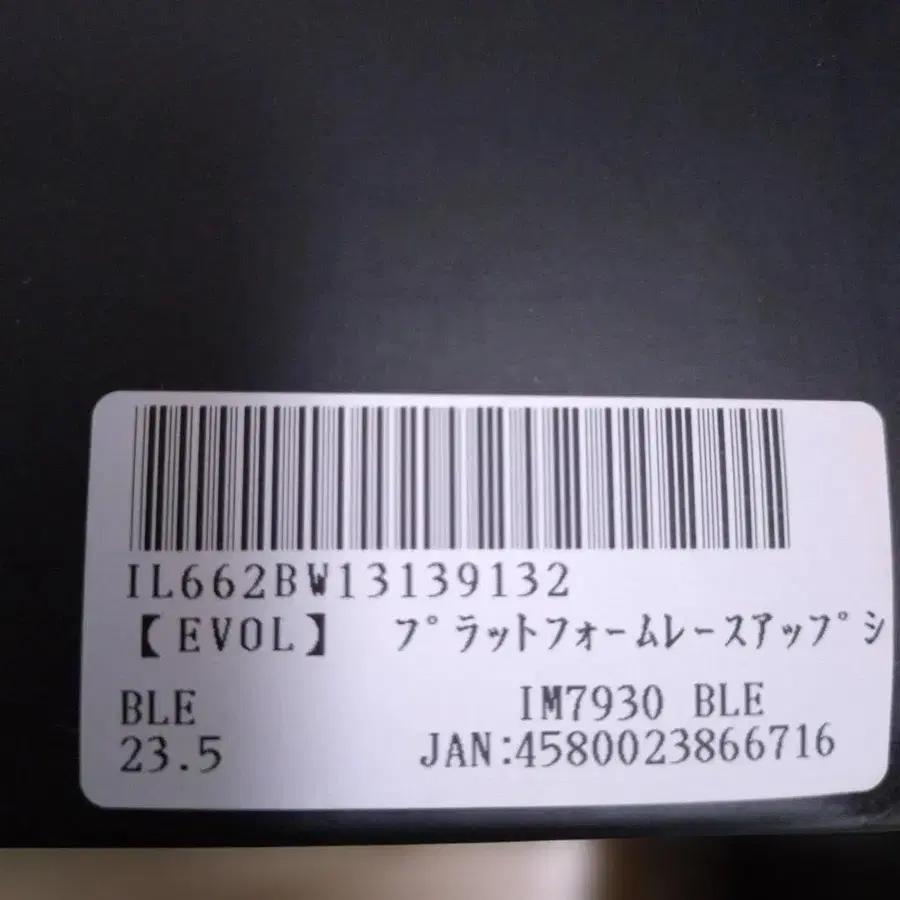 IL662BW13139132
【EVOL】 ﾌﾟﾗｯﾄﾌｫｰﾑﾚｰｽｱｯﾌﾟｼ
BLE IM7930 BLE
23.5 JAN:4580023866716